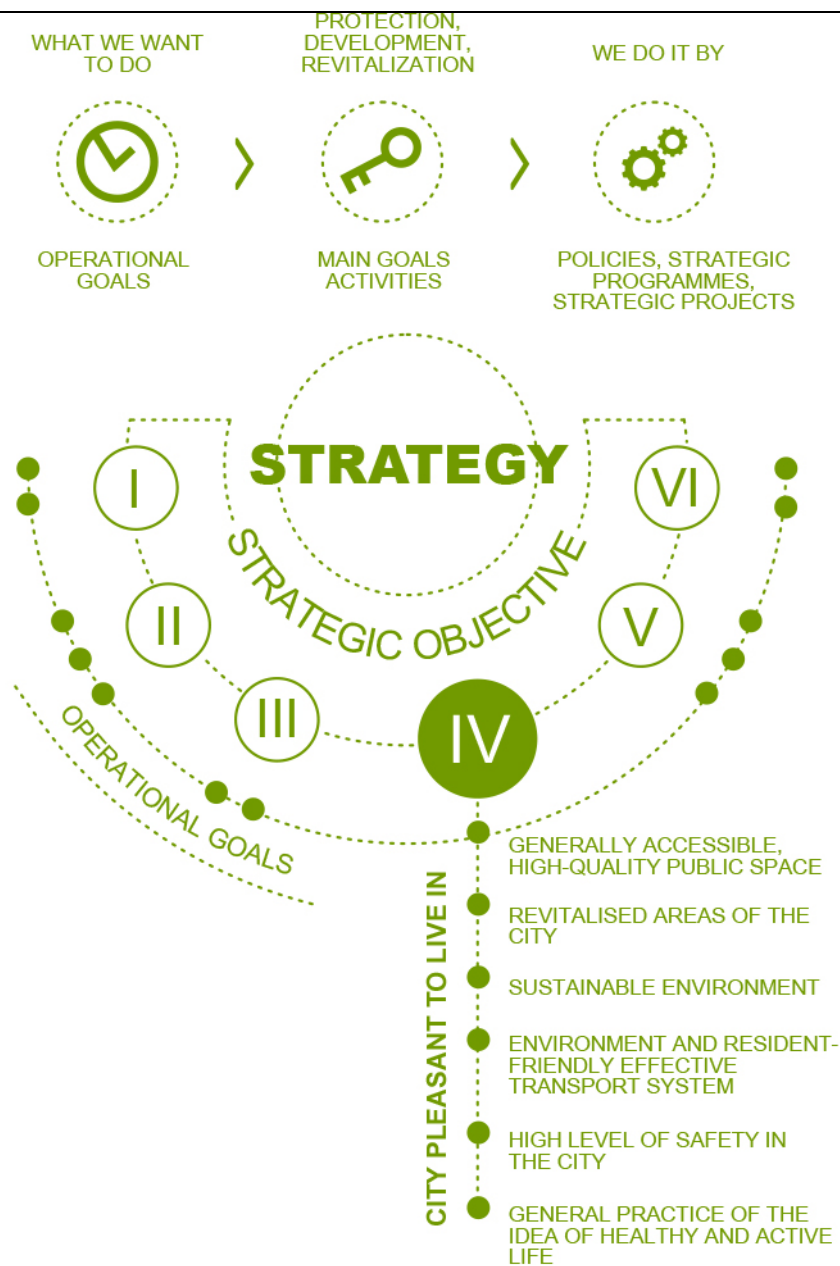 WHAT WE WANT
TO DO
PROTECTION,
DEVELOPMENT,
REVITALIZATION
WE DO IT BY
OPERATIONAL
GOALS
MAIN GOALS
ACTIVITIES
POLICIES, STRATEGIC
PROGRAMMES,
STRATEGIC PROJECTS
STRATEGY
STRATEGIC OBJECTIVE
I
II
III
IV
V
VI
OPERATIONAL GOALS
CITY PLEASANT TO LIVE IN
GENERALLY ACCESSIBLE,
HIGH-QUALITY PUBLIC SPACE
REVITALISED AREAS OF THE
CITY
SUSTAINABLE ENVIRONMENT
ENVIRONMENT AND RESIDENT-
FRIENDLY EFFECTIVE
TRANSPORT SYSTEM
HIGH LEVEL OF SAFETY IN
THE CITY
GENERAL PRACTICE OF THE
IDEA OF HEALTHY AND ACTIVE
LIFE